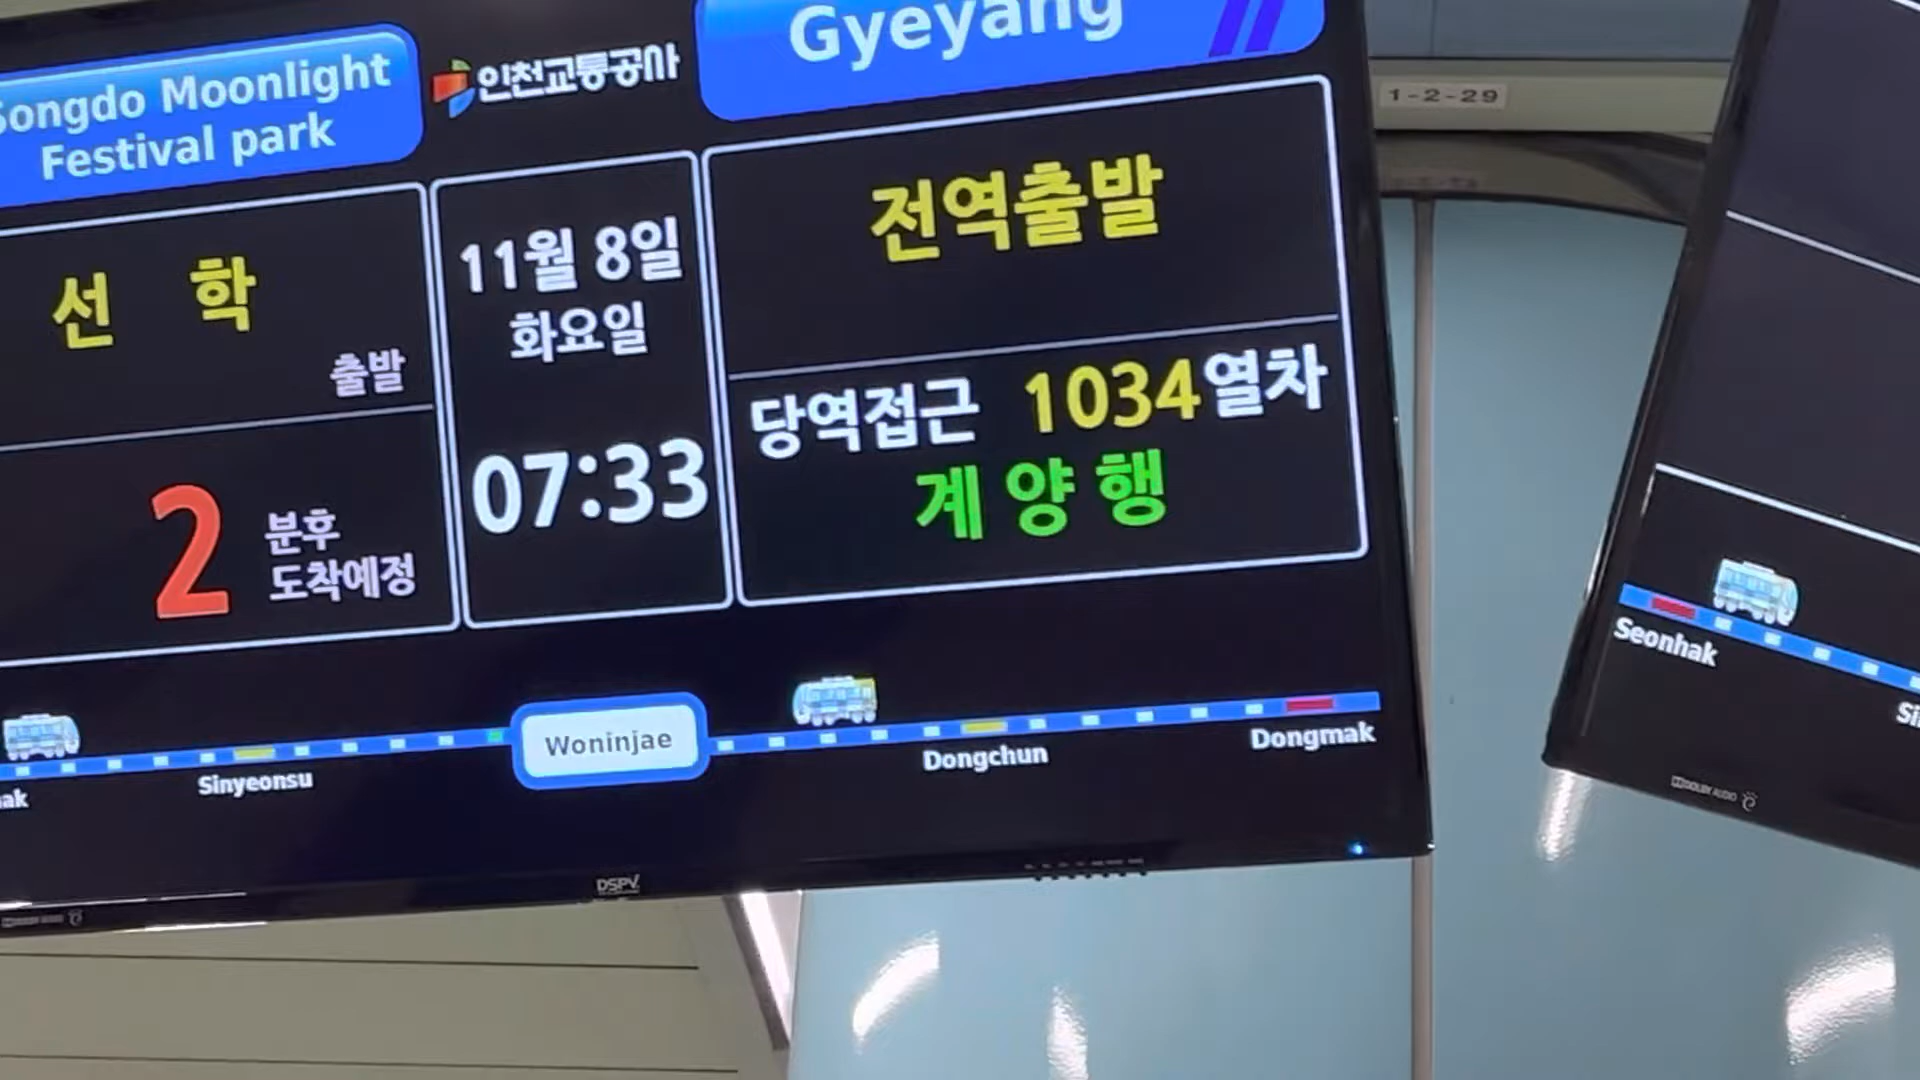 Songdo Moonlight
Festival park
인천교통공사
Gyeyang
1-2-29
선 학
출발
2 분후
도착예정
11월 8일
화요일
07:33
전역출발
당역접근 1034열차
계양행
Sinyeonsu
Woninjae
Dongchun
Dongmak
Seonhak
DSPV
DOLBY AUDIO